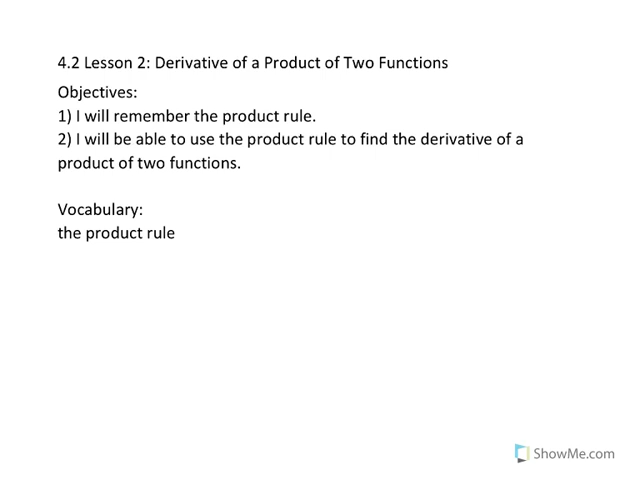 4.2 Lesson 2: Derivative of a Product of Two Functions
Objectives:
1) I will remember the product rule.
2) I will be able to use the product rule to find the derivative of a
product of two functions.
Vocabulary:
the product rule
ShowMe.com